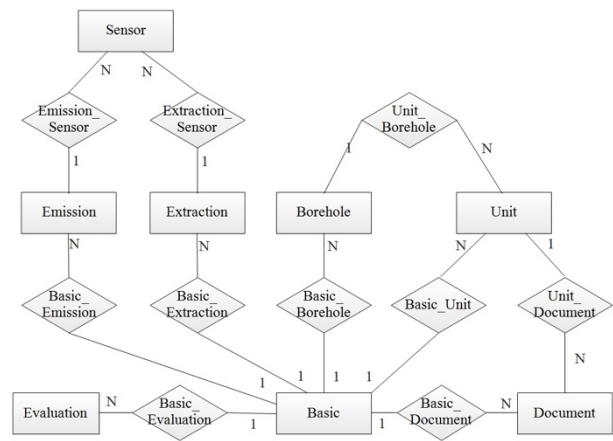 Sensor
N
N
Emission_
Sensor
Extraction_
Sensor
Unit_
Borehole
1
1
1
N
Emission
Extraction
Borehole
Unit
N
N
N
N
1
Basic_
Emission
Basic_
Extraction
Basic_
Borehole
Basic_Unit
Unit_
Document
N
1
1
1
1
Evaluation
N
Basic_
Evaluation
1
Basic
1
Basic_
Document
N
Document